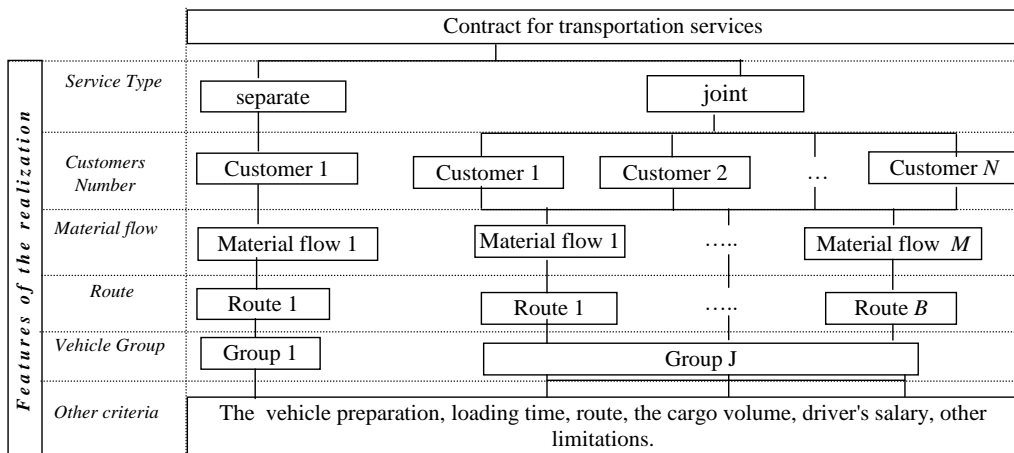 Contract for transportation services
Features of the realization
Service Type
separate
joint
Customers
Number
Customer 1
Customer 1
Customer 2
...
Customer N
Material flow
Material flow 1
Material flow 1
.....
Material flow M
Route
Route 1
Route 1
.....
Route B
Vehicle Group
Group 1
Group J
Other criteria
The vehicle preparation, loading time, route, the cargo volume, driver's salary, other
limitations.